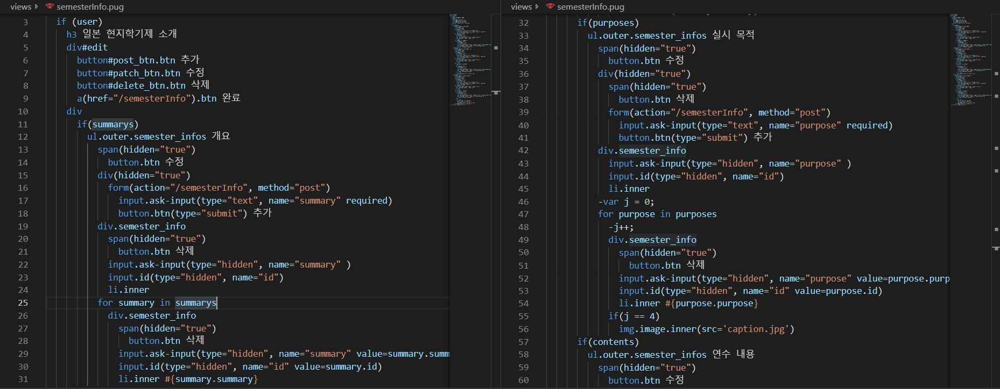 views semesterInfo.pug
3 if (user)
4 h3 일본 현지학기제 소개
5 div#edit
6 button#post_btn.btn 추가
7 button#patch_btn.btn 수정
8 button#delete_btn.btn 삭제
9 a(href="/semesterInfo").btn 완료
10 div
11 if(summarys)
12 ul.outer.semester_infos 개요
13 span(hidden="true")
14 button.btn 수정
15 div(hidden="true")
16 form(action="/semesterInfo", method="post")
17 input.ask-input(type="text", name="summary" required)
18 button.btn(type="submit") 추가
19 div.semester_info
20 span(hidden="true")
21 button.btn 삭제
22 input.ask-input(type="hidden", name="summary" )
23 input.id(type="hidden", name="id")
24 li.inner
25 for summary in summarys
26 div.semester_info
27 span(hidden="true")
28 button.btn 삭제
29 input.ask-input(type="hidden", name="summary" value=summary.summ
30 input.id(type="hidden", name="id" value=summary.id)
31 li.inner #{summary.summary}
views semesterInfo.pug
32 if(purposes)
33 ul.outer.semester_infos 실시 목적
34 span(hidden="true")
35 button.btn 수정
36 div(hidden="true")
37 span(hidden="true")
38 button.btn 삭제
39 form(action="/semesterInfo", method="post")
40 input.ask-input(type="text", name="purpose" required)
41 button.btn(type="submit") 추가
42 div.semester_info
43 input.ask-input(type="hidden", name="purpose" )
44 input.id(type="hidden", name="id")
45 li.inner
46 -var j = 0;
47 for purpose in purposes
48 -j++;
49 div.semester_info
50 span(hidden="true")
51 button.btn 삭제
52 input.ask-input(type="hidden", name="purpose" value=purpose.purp
53 input.id(type="hidden", name="id" value=purpose.id)
54 li.inner #{purpose.purpose}
55 if(j == 4)
56 img.image.inner(src='caption.jpg')
57 if(contents)
58 ul.outer.semester_infos 연수 내용
59 span(hidden="true")
60 button.btn 수정